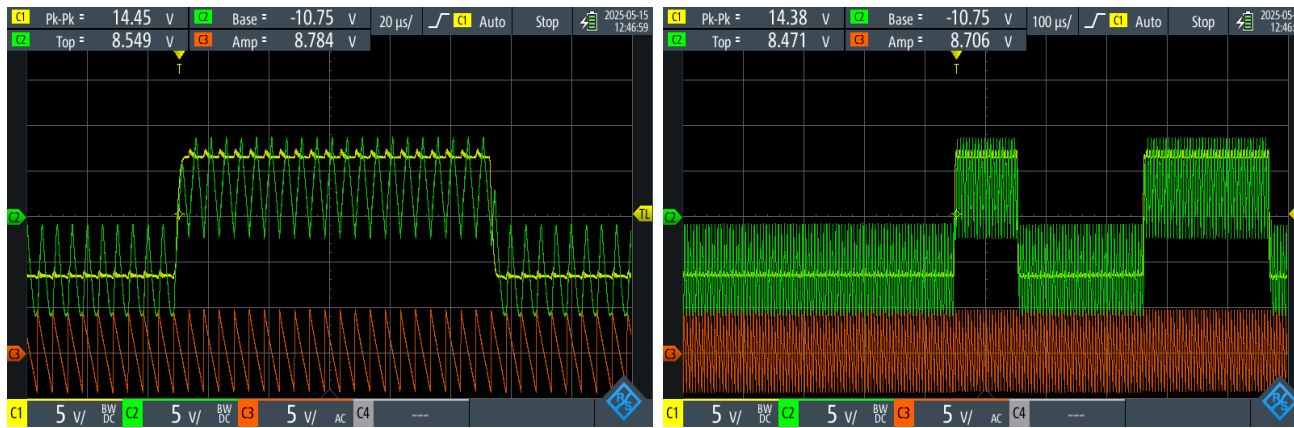 C1 Pk-Pk = 14.45 V C2 Base = -10.75 V 20 µs/ C1 Auto Stop 2025-05-15
C2 Top = 8.549 V C3 Amp = 8.784 V 12:46:59
T
C2
TL
C3
R&S
C1 5 V/ BW DC C2 5 V/ BW DC C3 5 V/ AC C4 ---
C1 Pk-Pk = 14.38 V C2 Base = -10.75 V 100 µs/ C1 Auto Stop 2025-05-
C2 Top = 8.471 V C3 Amp = 8.706 V 12:46:
T
C2
C3
R&S
C1 5 V/ BW DC C2 5 V/ BW DC C3 5 V/ AC C4 ---